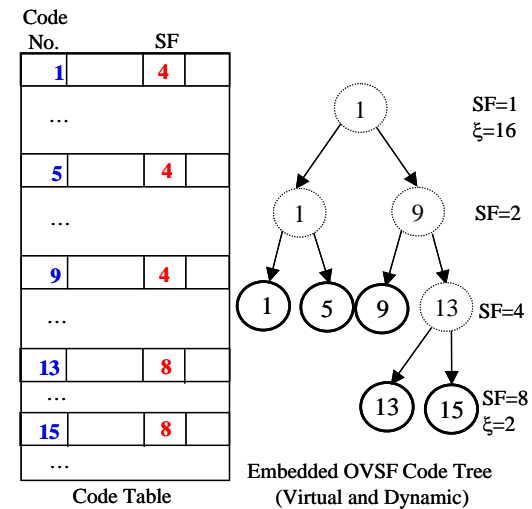 Code
No. SF
1 4
...
5 4
...
9 4
...
13 8
...
15 8
...
Code Table
1
SF=1
ξ=16
1 9 SF=2
1 5 9 13 SF=4
13 15 SF=8
ξ=2
Embedded OVSF Code Tree
(Virtual and Dynamic)